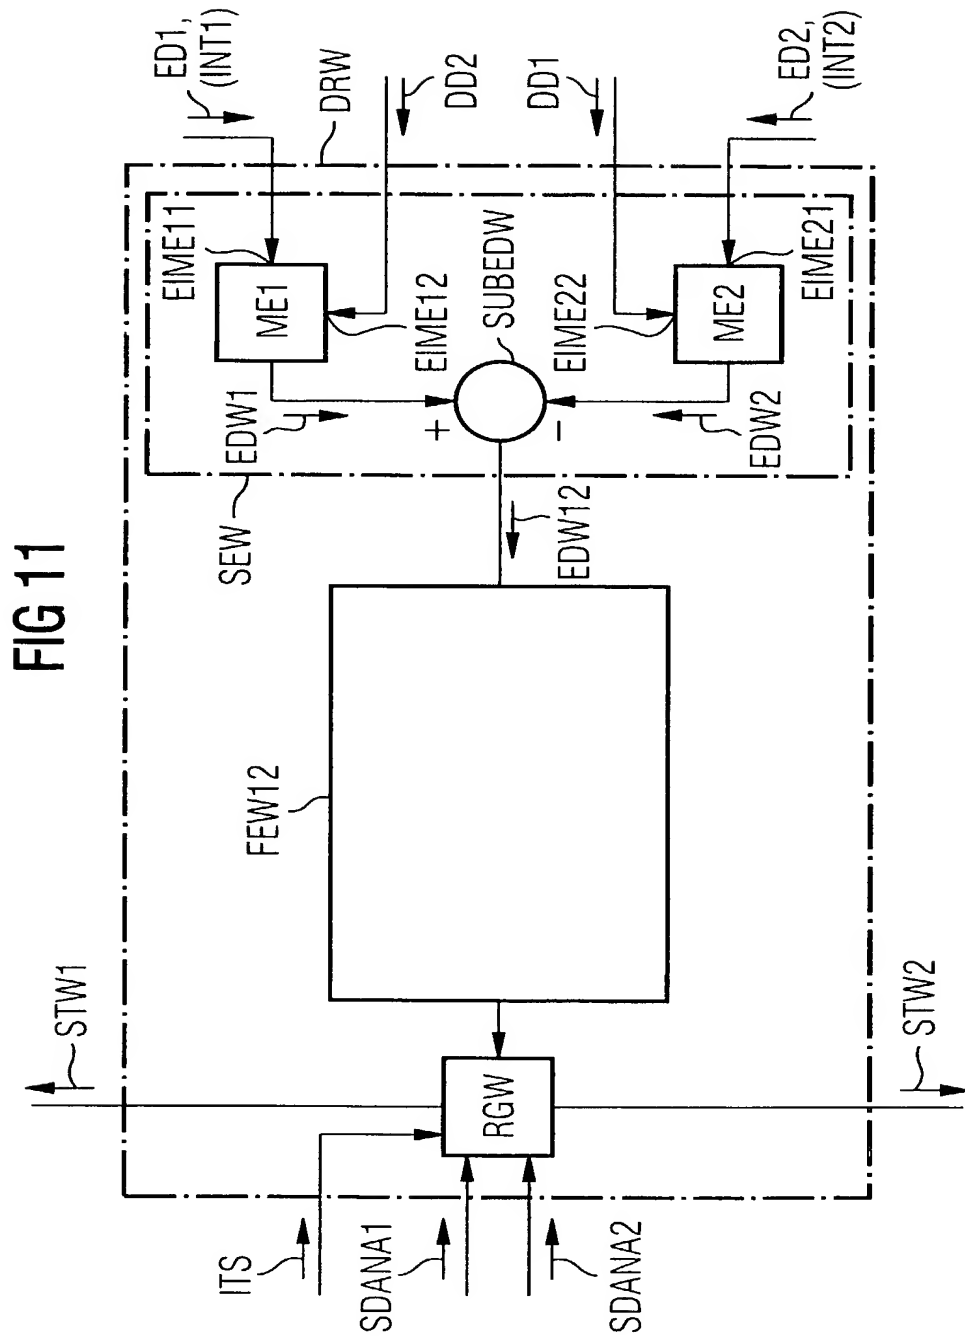 FIG 11
ED1,
(INT1)
DRW
DD2
DD1
ED2,
(INT2)
EIME11
ME1
EIME12
SUBEDW
EIME22
ME2
EIME21
EDW1
+
-
EDW2
SEW
EDW12
FEW12
STW1
RGW
STW2
ITS
SDANA1
SDANA2